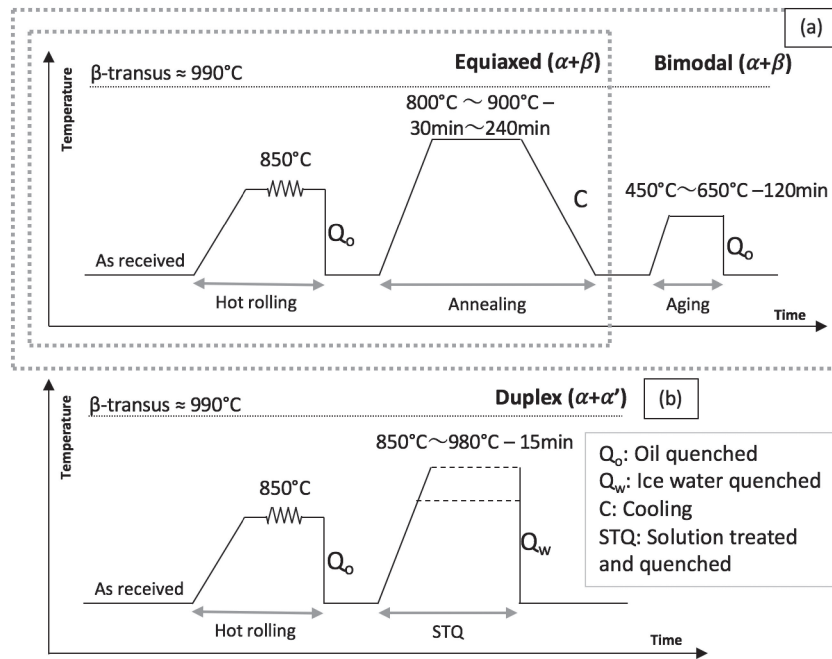 (a)
Temperature
β-transus ≈ 990°C
Equiaxed (α+β)
Bimodal (α+β)
800°C ～ 900°C –
30min～240min
850°C
C
450°C～650°C –120min
Qo
Qo
As received
Hot rolling
Annealing
Aging
Time
Temperature
β-transus ≈ 990°C
Duplex (α+α’)
(b)
850°C～980°C – 15min
850°C
Qo
Qw
As received
Hot rolling
STQ
Time
Qo: Oil quenched
Qw: Ice water quenched
C: Cooling
STQ: Solution treated
and quenched